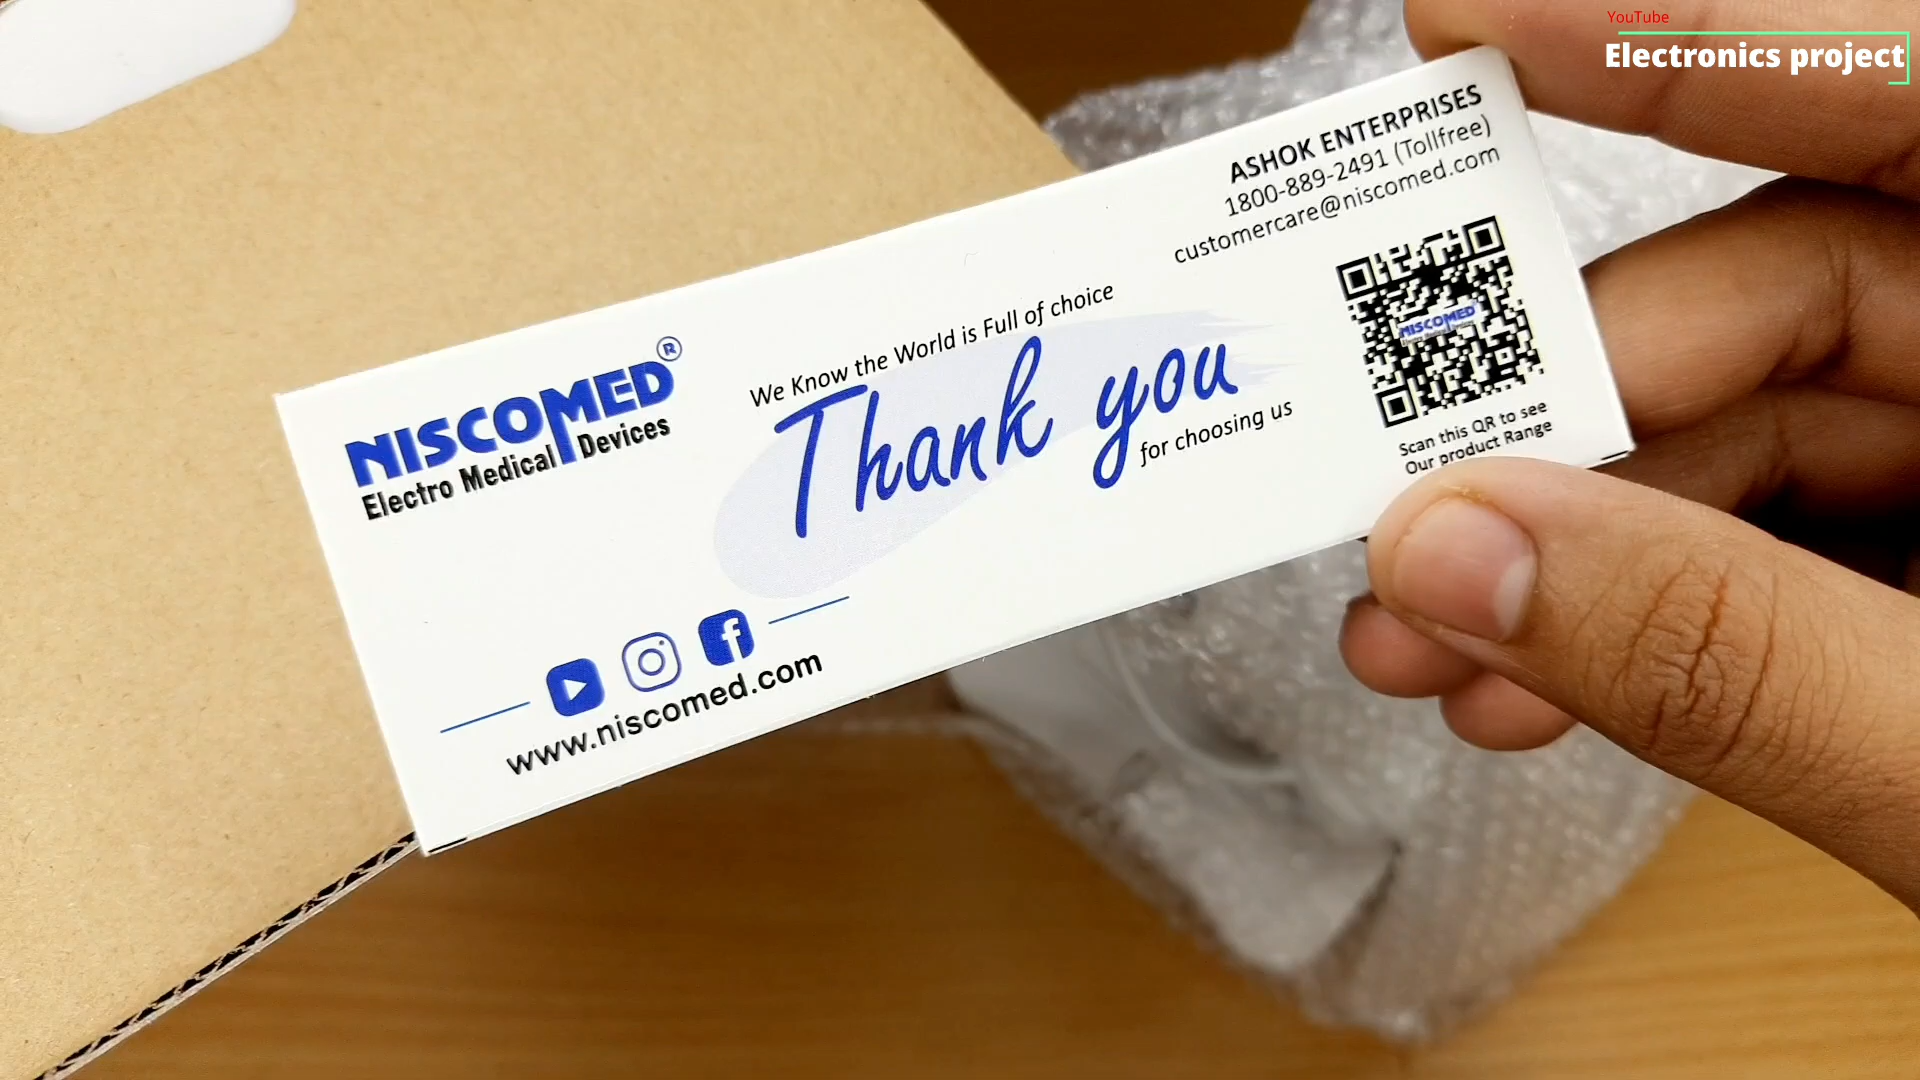 YouTube
Electronics project
ASHOK ENTERPRISES
1800-889-2491 (Tollfree)
customercare@niscomed.com
NISCOMED®
Electro Medical Devices
We Know the World is Full of choice
Thank you
for choosing us
NISCOMED
Scan this QR to see
Our product Range
www.niscomed.com